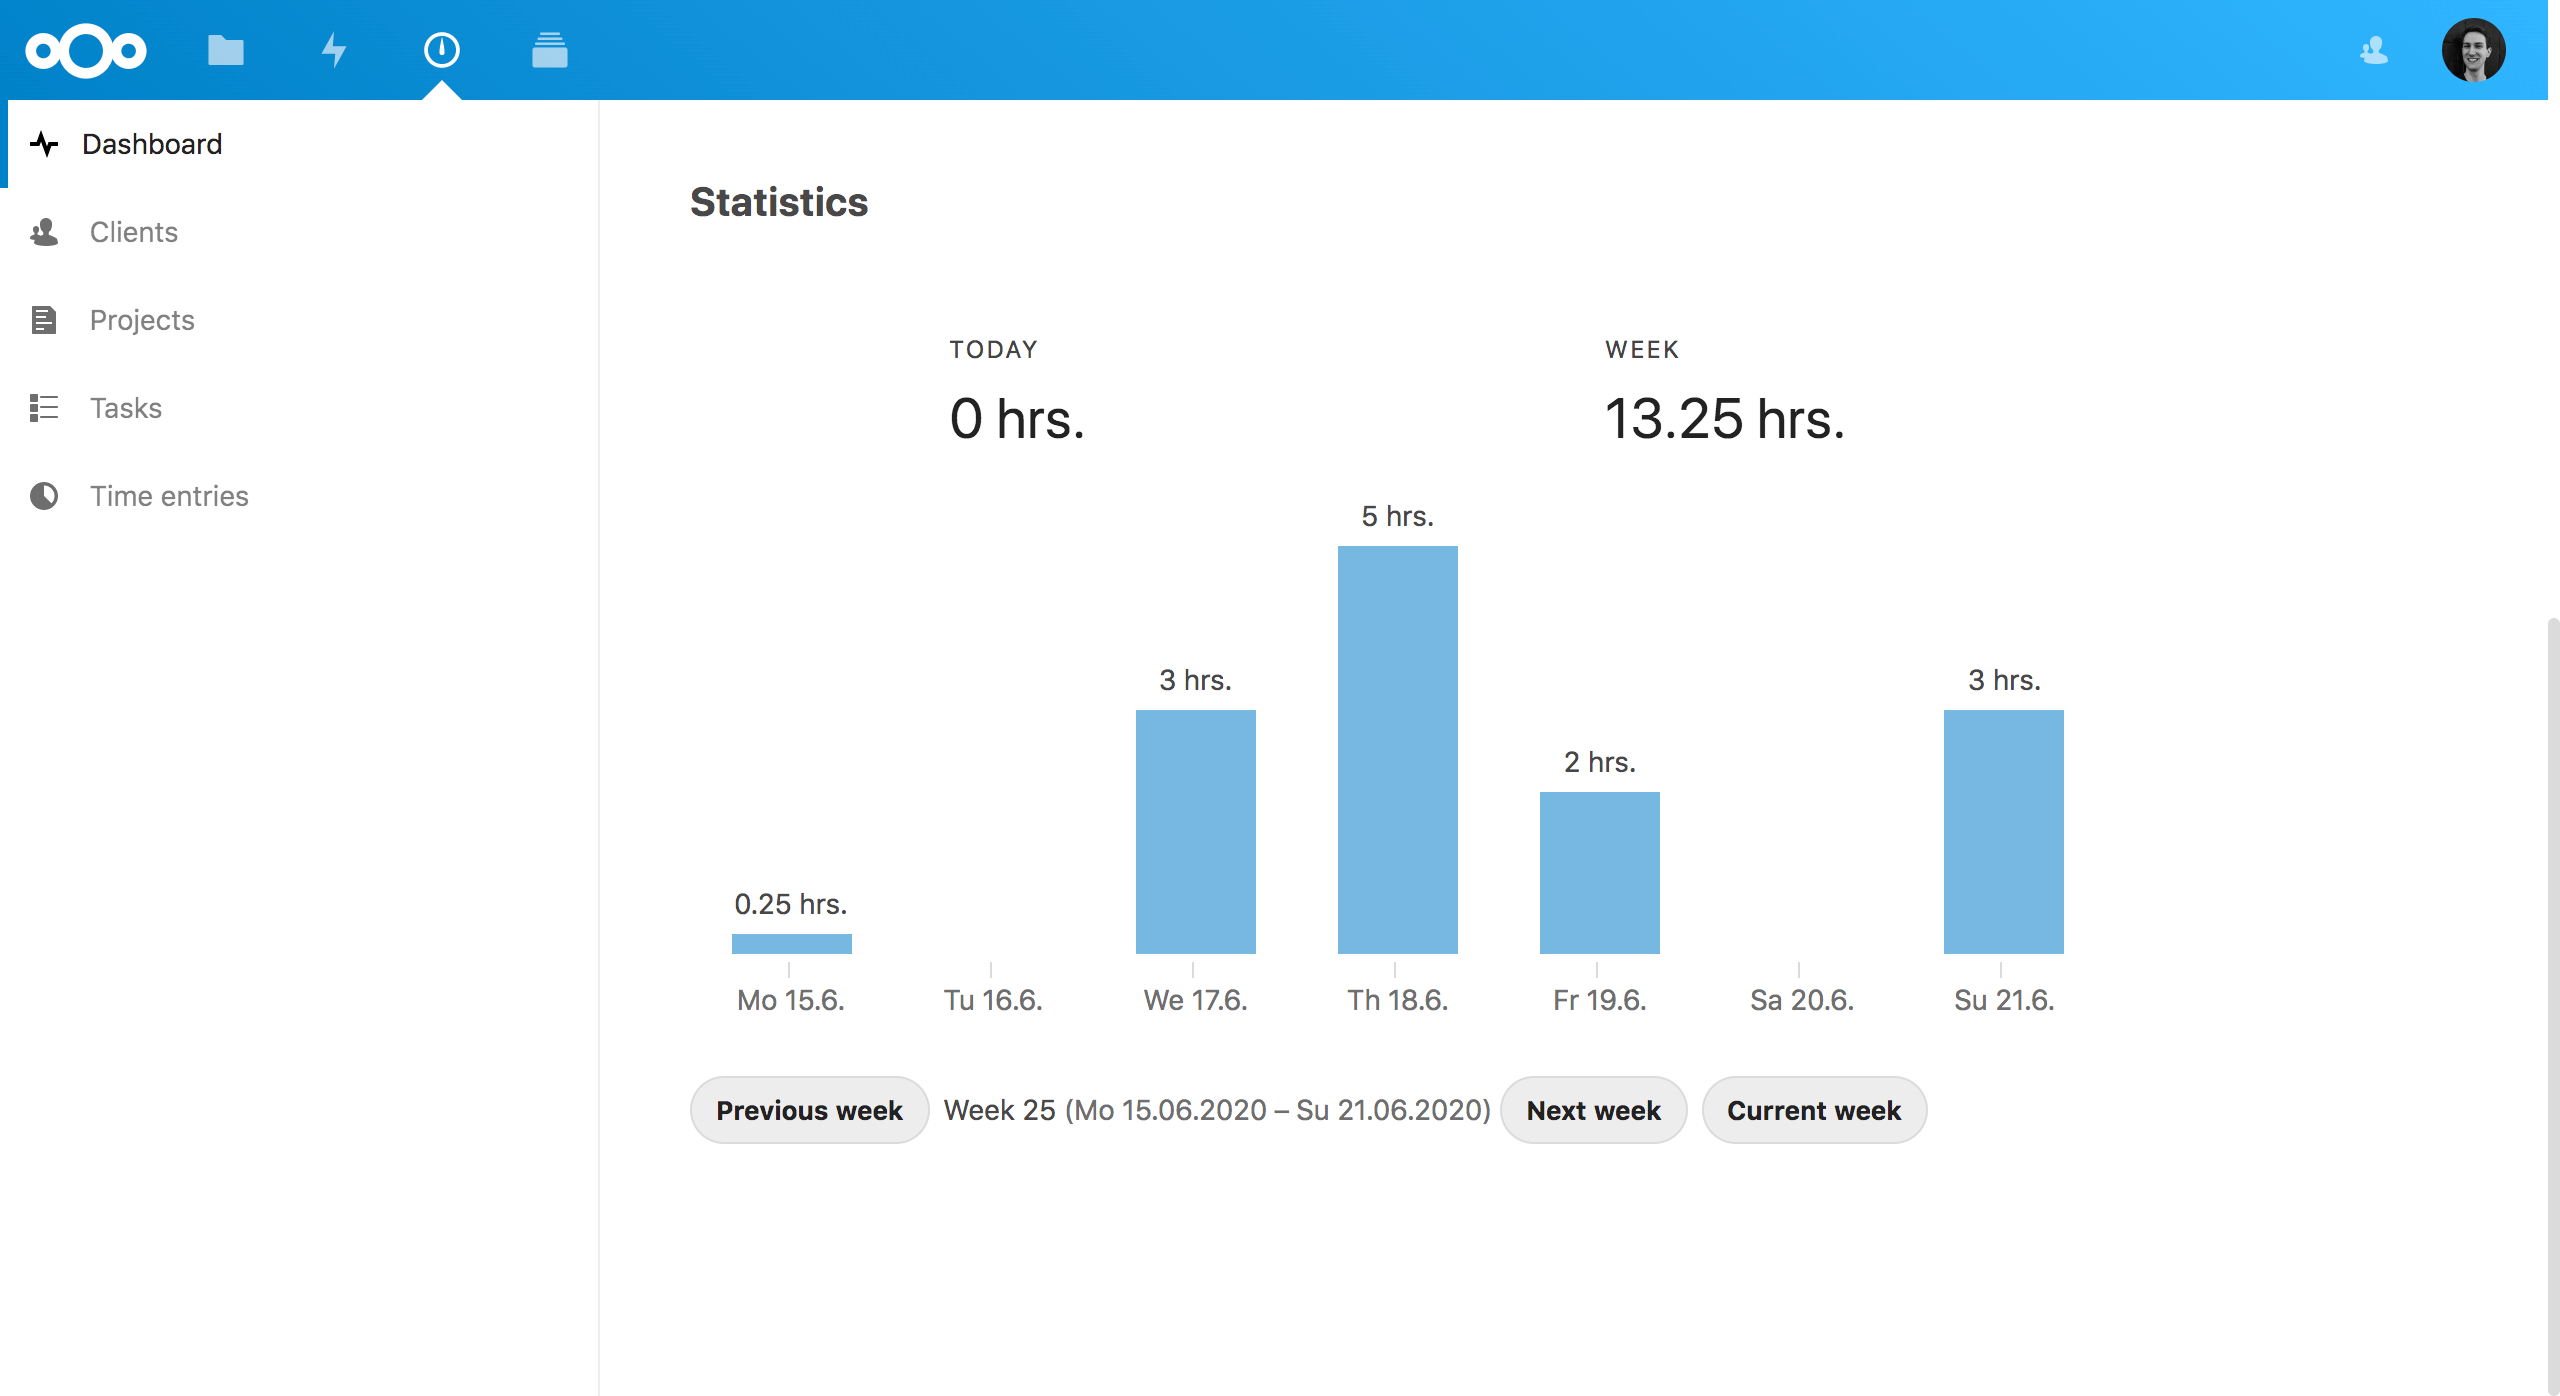 Dashboard
Clients
Projects
Tasks
Time entries
Statistics
TODAY
0 hrs.
WEEK
13.25 hrs.
0.25 hrs.
3 hrs.
5 hrs.
2 hrs.
3 hrs.
Mo 15.6.
Tu 16.6.
We 17.6.
Th 18.6.
Fr 19.6.
Sa 20.6.
Su 21.6.
Previous week
Week 25 (Mo 15.06.2020 – Su 21.06.2020)
Next week
Current week